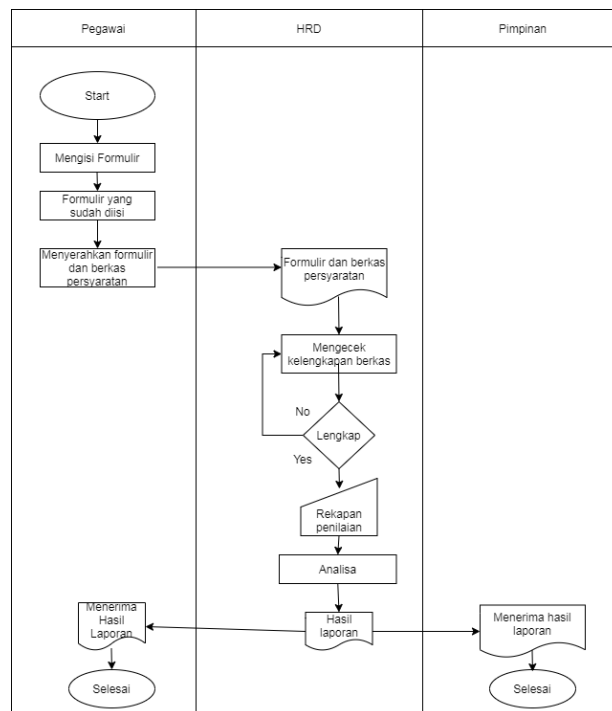 Pegawai
HRD
Pimpinan
Start
Mengisi Formulir
Formulir yang
sudah diisi
Menyerahkan formulir
dan berkas
persyaratan
Formulir dan berkas
persyaratan
Mengecek
kelengkapan berkas
No
Lengkap
Yes
Rekapan
penilaian
Analisa
Menerima
Hasil
Laporan
Hasil
laporan
Menerima hasil
laporan
Selesai
Selesai